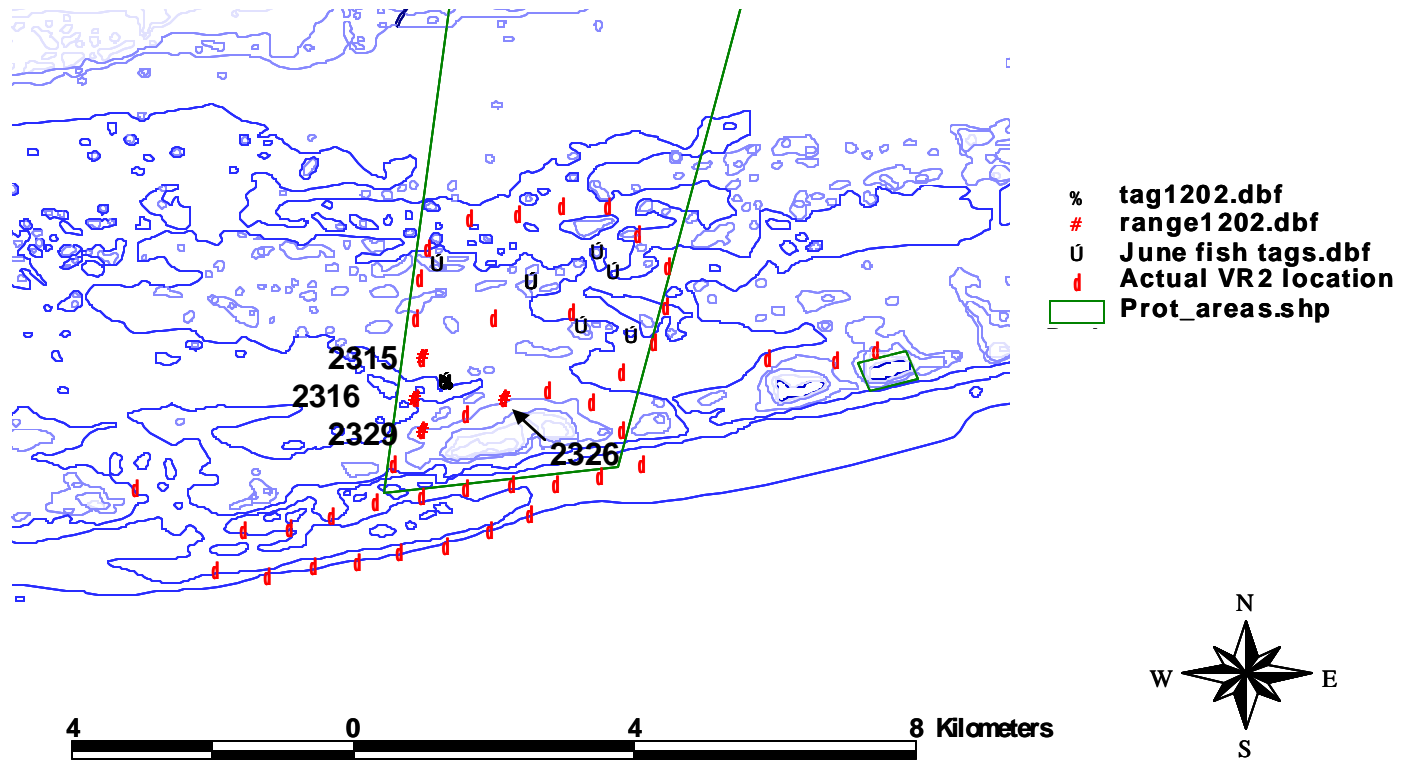 % tag1202.dbf
# range1202.dbf
Ú June fish tags.dbf
d Actual VR2 location
Prot_areas.shp
2315
2316
2329
2326
N
W E
S
4 0 4 8 Kilometers